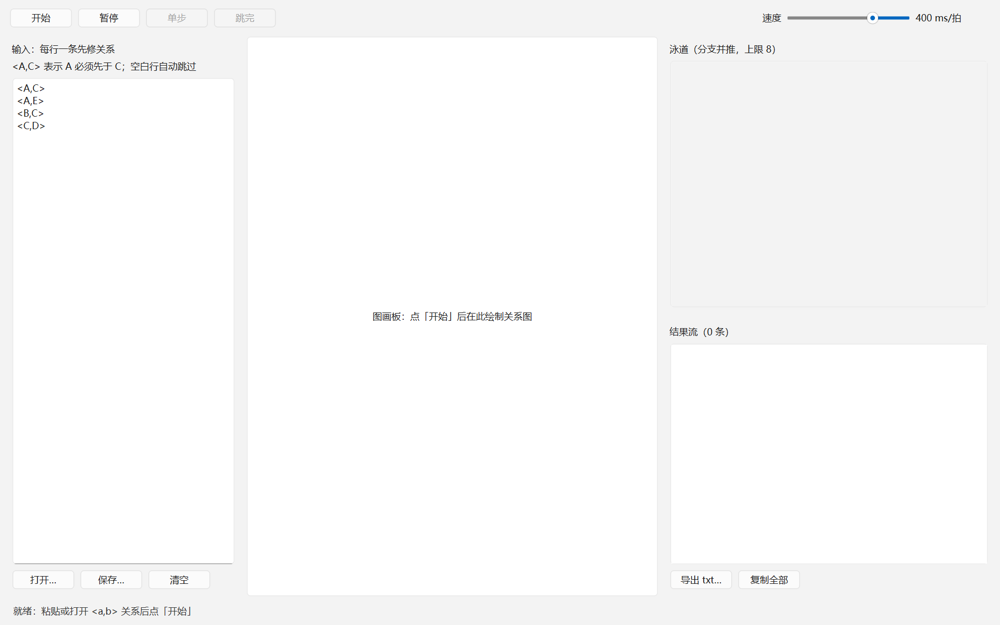 开始 暂停 单步 跳完 速度 400 ms/拍
输入：每行一条先修关系
<A,C> 表示 A 必须先于 C；空白行自动跳过
<A,C>
<A,E>
<B,C>
<C,D>
打开... 保存... 清空
图画板：点「开始」后在此绘制关系图
泳道（分支并推，上限 8）
结果流（0 条）
导出 txt... 复制全部
就绪：粘贴或打开 <a,b> 关系后点「开始」